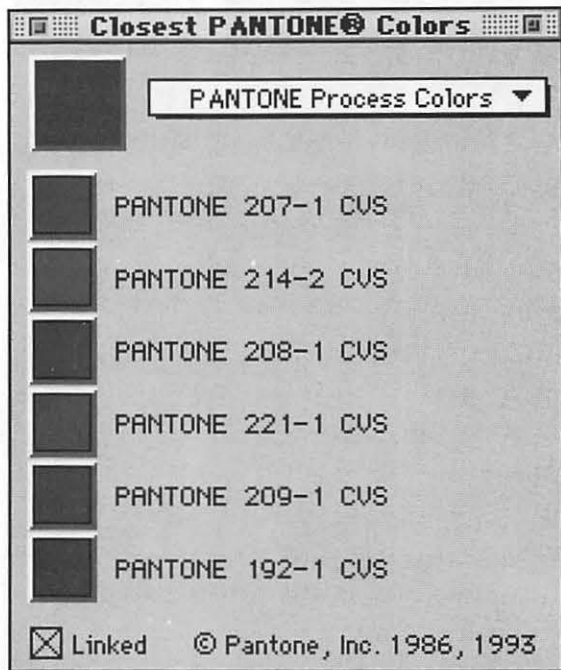 Closest PANTONE® Colors
PANTONE Process Colors
PANTONE 207-1 CVS
PANTONE 214-2 CVS
PANTONE 208-1 CVS
PANTONE 221-1 CVS
PANTONE 209-1 CVS
PANTONE 192-1 CVS
Linked © Pantone, Inc. 1986, 1993